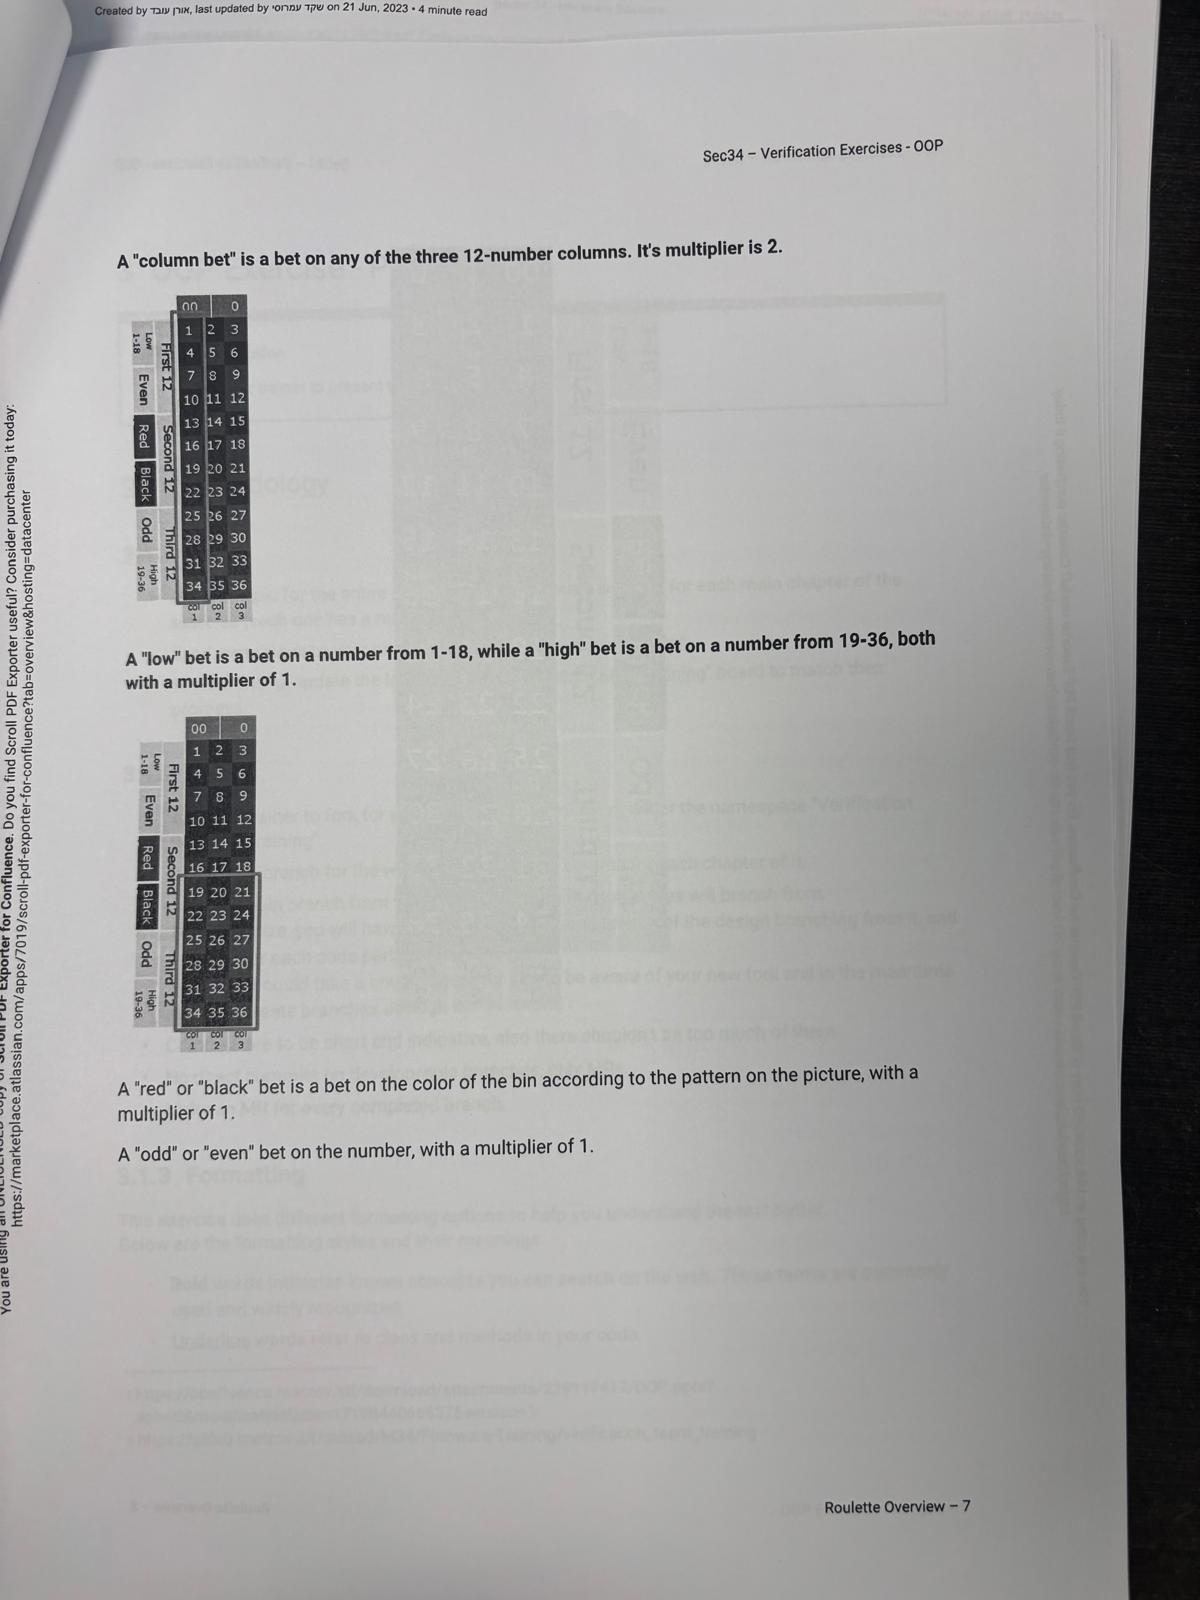 Created by אורן ענבר, last updated by שקד עמרוסי on 21 Jun, 2023 • 4 minute read
Sec34 – Verification Exercises - OOP
A "column bet" is a bet on any of the three 12-number columns. It's multiplier is 2.
00 0
1 2 3
4 5 6
7 8 9
10 11 12
13 14 15
16 17 18
19 20 21
22 23 24
25 26 27
28 29 30
31 32 33
34 35 36
col 1 col 2 col 3
First 12 Second 12 Third 12
Low 1-18 Even Red Black Odd High 19-36
A "low" bet is a bet on a number from 1-18, while a "high" bet is a bet on a number from 19-36, both
with a multiplier of 1.
00 0
1 2 3
4 5 6
7 8 9
10 11 12
13 14 15
16 17 18
19 20 21
22 23 24
25 26 27
28 29 30
31 32 33
34 35 36
col 1 col 2 col 3
First 12 Second 12 Third 12
Low 1-18 Even Red Black Odd High 19-36
A "red" or "black" bet is a bet on the color of the bin according to the pattern on the picture, with a
multiplier of 1.
A "odd" or "even" bet on the number, with a multiplier of 1.
3.1.3 Formatting
Roulette Overview – 7
You are using an UNLICENSED copy of Scroll PDF Exporter for Confluence. Do you find Scroll PDF Exporter useful? Consider purchasing it today:
https://marketplace.atlassian.com/apps/7019/scroll-pdf-exporter-for-confluence?tab=overview&hosting=datacenter